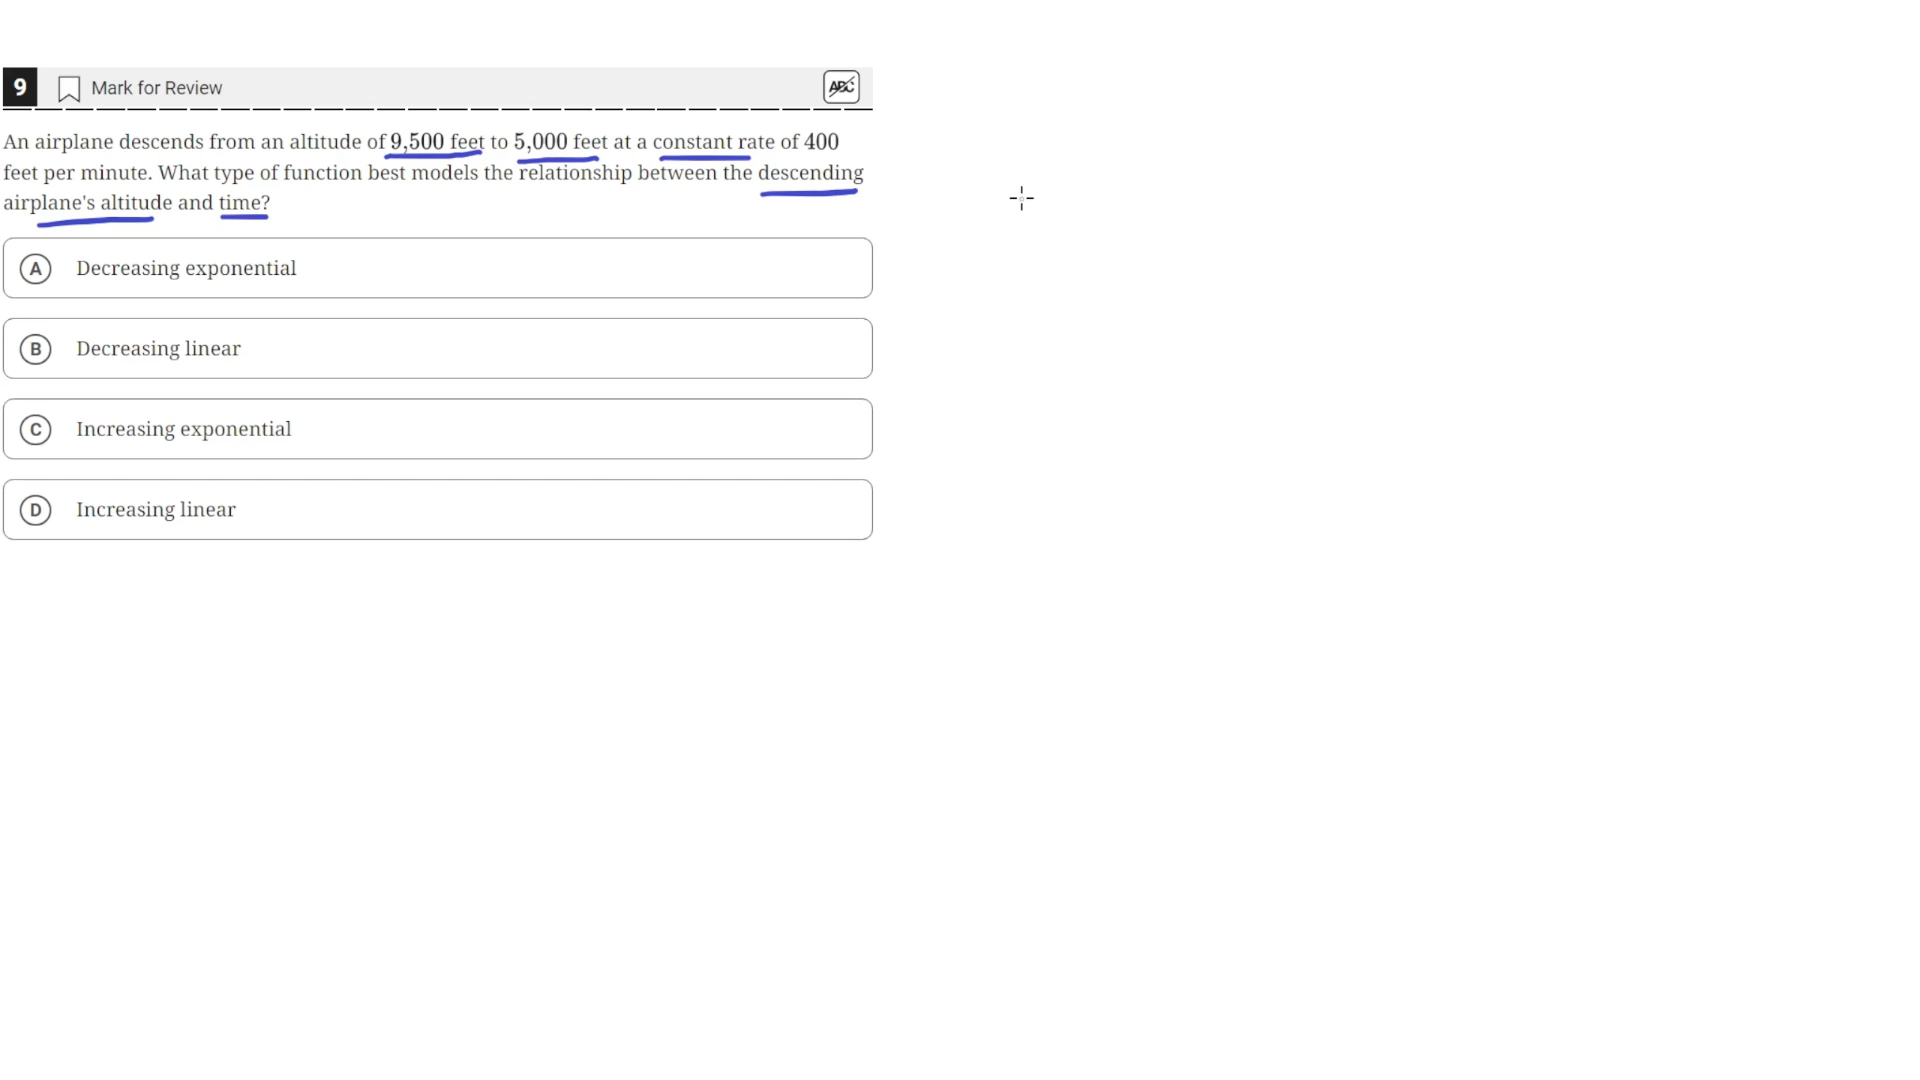 9 Mark for Review ABC
An airplane descends from an altitude of 9,500 feet to 5,000 feet at a constant rate of 400
feet per minute. What type of function best models the relationship between the descending
airplane's altitude and time?
A Decreasing exponential
B Decreasing linear
C Increasing exponential
D Increasing linear